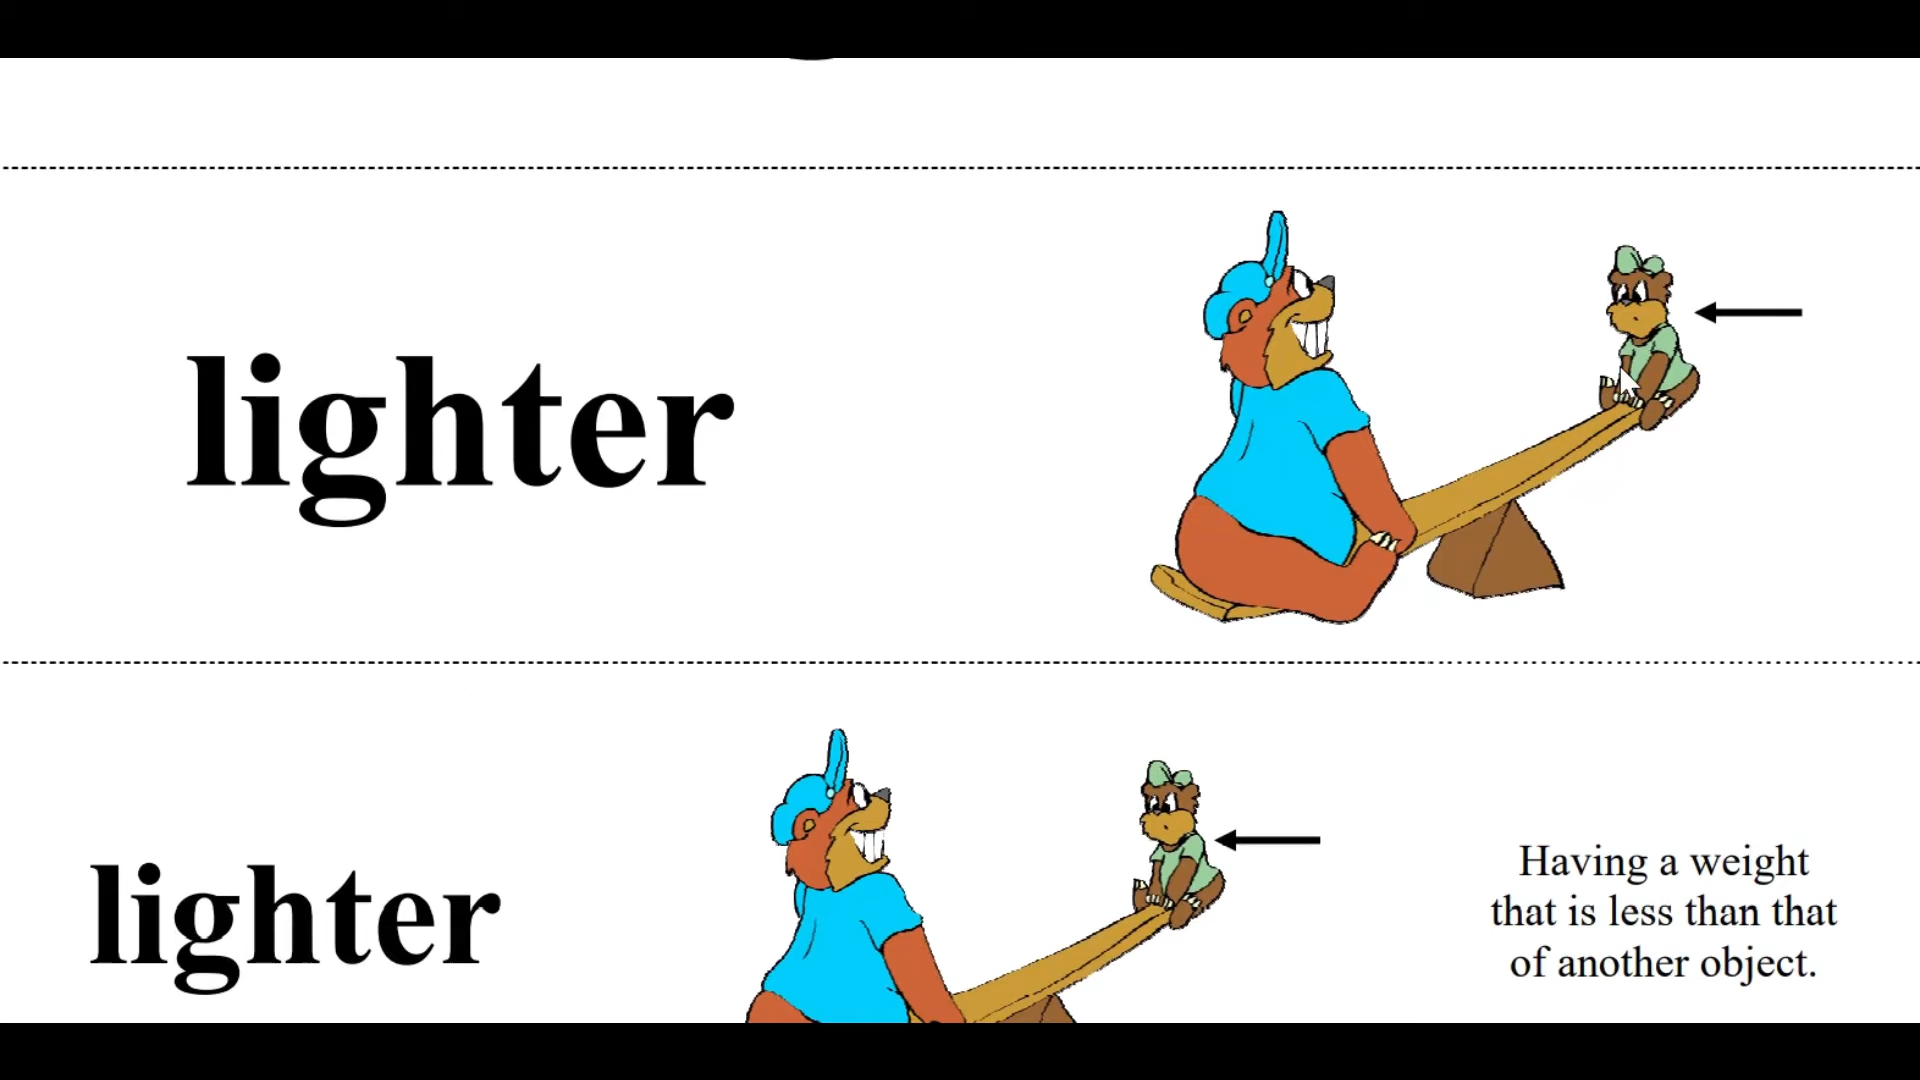 lighter
lighter
Having a weight
that is less than that
of another object.